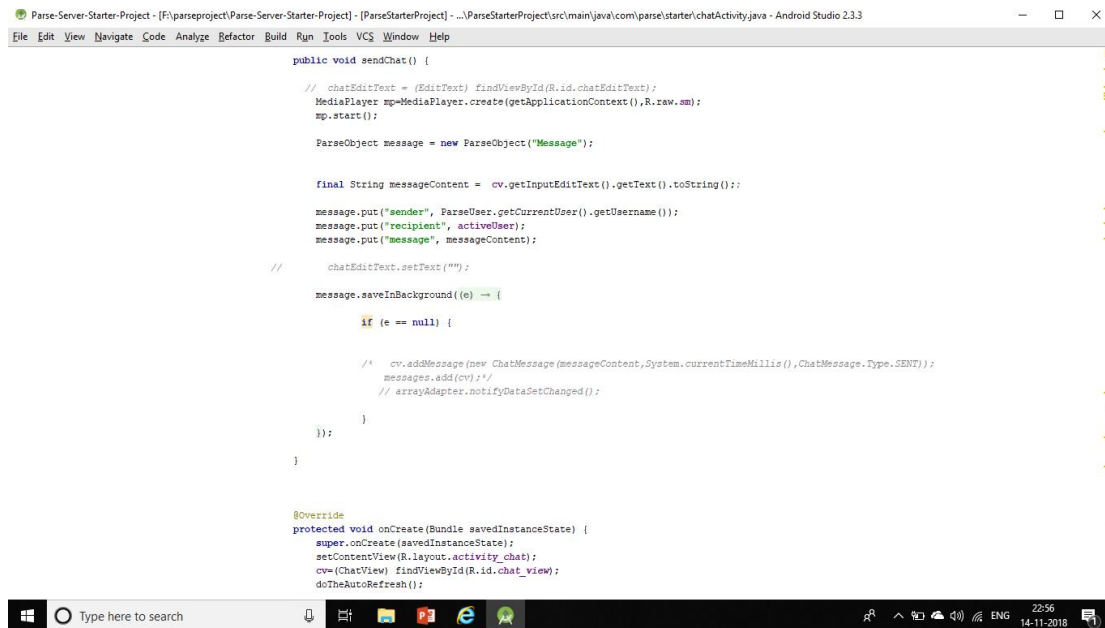 Parse-Server-Starter-Project - [F:\parseproject\Parse-Server-Starter-Project] - [ParseStarterProject] - ...\ParseStarterProject\src\main\java\com\parse\starter\chatActivity.java - Android Studio 2.3.3
File Edit View Navigate Code Analyze Refactor Build Run Tools VCS Window Help
public void sendChat() {
// chatEditText = (EditText) findViewById(R.id.chatEditText);
MediaPlayer mp=MediaPlayer.create(getApplicationContext(),R.raw.sm);
mp.start();
ParseObject message = new ParseObject("Message");
final String messageContent = cv.getInputEditText().getText().toString();;
message.put("sender", ParseUser.getCurrentUser().getUsername());
message.put("recipient", activeUser);
message.put("message", messageContent);
// chatEditText.setText("");
message.saveInBackground((e) → {
if (e == null) {
/* cv.addMessage(new ChatMessage(messageContent,System.currentTimeMillis(),ChatMessage.Type.SENT));
messages.add(cv);*/
// arrayAdapter.notifyDataSetChanged();
}
});
}
@Override
protected void onCreate(Bundle savedInstanceState) {
super.onCreate(savedInstanceState);
setContentView(R.layout.activity_chat);
cv=(ChatView) findViewById(R.id.chat_view);
doTheAutoRefresh();
Type here to search
ENG
22:56
14-11-2018